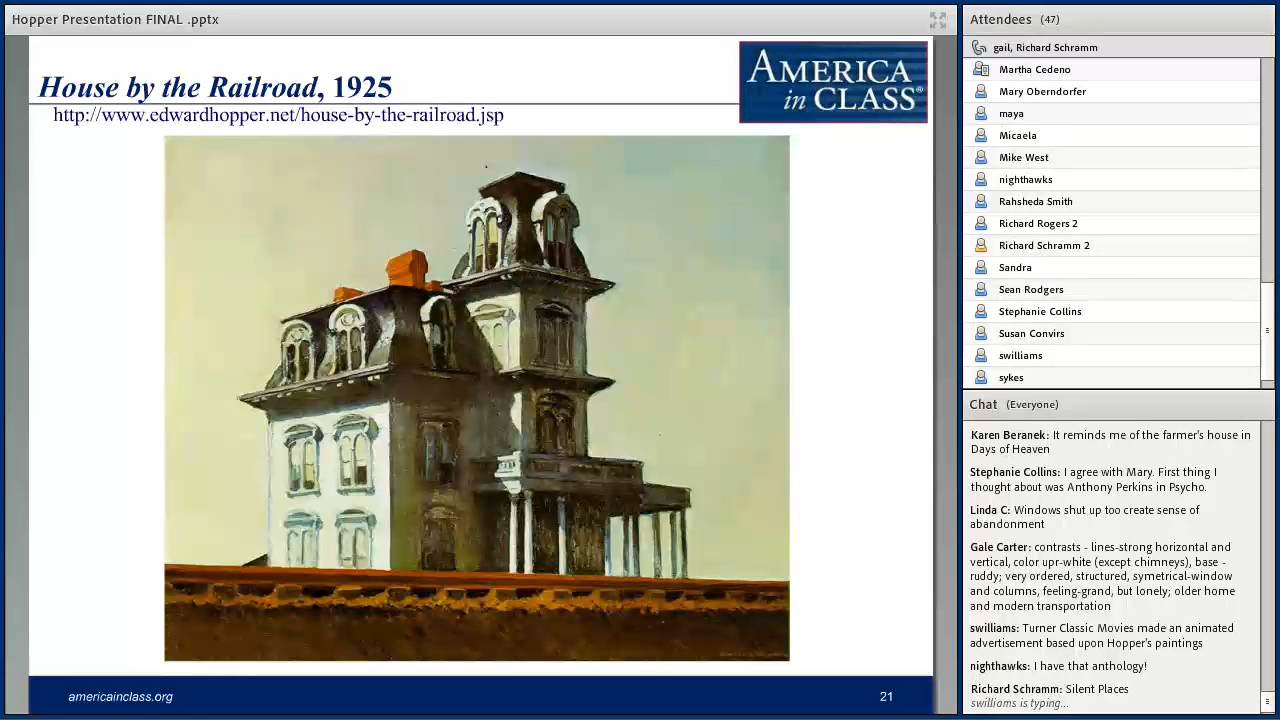 Hopper Presentation FINAL .pptx
House by the Railroad, 1925
http://www.edwardhopper.net/house-by-the-railroad.jsp
AMERICA
in CLASS®
americainclass.org
21
Attendees (47)
gail, Richard Schramm
Martha Cedeno
Mary Oberndorfer
maya
Micaela
Mike West
nighthawks
Rahsheda Smith
Richard Rogers 2
Richard Schramm 2
Sandra
Sean Rodgers
Stephanie Collins
Susan Convirs
swilliams
sykes
Chat (Everyone)
Karen Beranek: It reminds me of the farmer's house in
Days of Heaven
Stephanie Collins: I agree with Mary. First thing I
thought about was Anthony Perkins in Psycho.
Linda C: Windows shut up too create sense of
abandonment
Gale Carter: contrasts - lines-strong horizontal and
vertical, color upr-white (except chimneys), base -
ruddy; very ordered, structured, symetrical-window
and columns, feeling-grand, but lonely; older home
and modern transportation
swilliams: Turner Classic Movies made an animated
advertisement based upon Hopper's paintings
nighthawks: I have that anthology!
Richard Schramm: Silent Places
swilliams is typing...